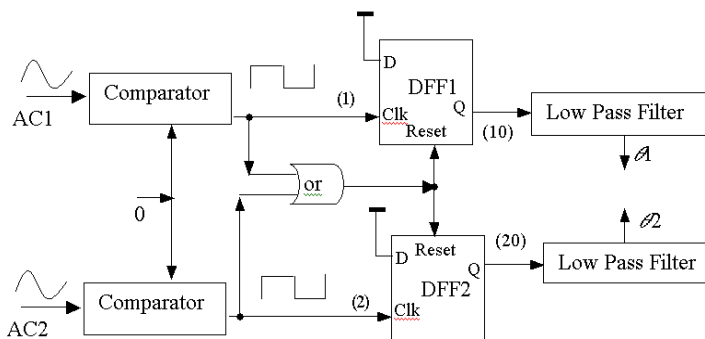 AC1
Comparator
(1)
D
DFF1
Clk
Q
Reset
(10)
Low Pass Filter
θ1
0
or
θ2
AC2
Comparator
(2)
Reset
D
Q
DFF2
Clk
(20)
Low Pass Filter